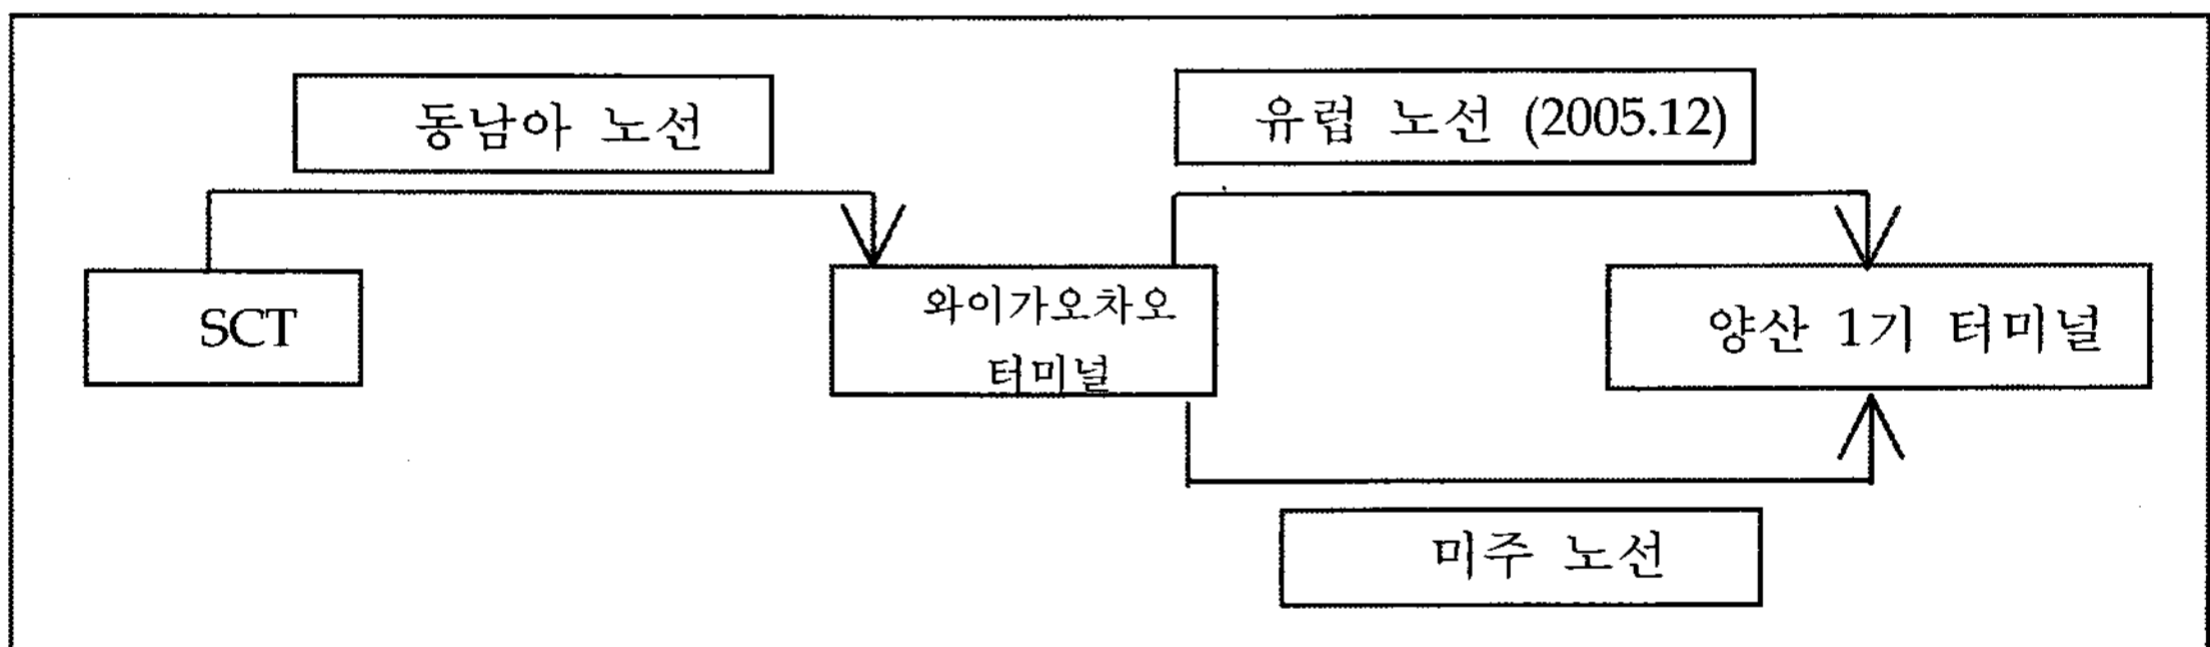 동남아 노선
유럽 노선 (2005.12)
SCT
와이가오차오
터미널
양산 1기 터미널
미주 노선